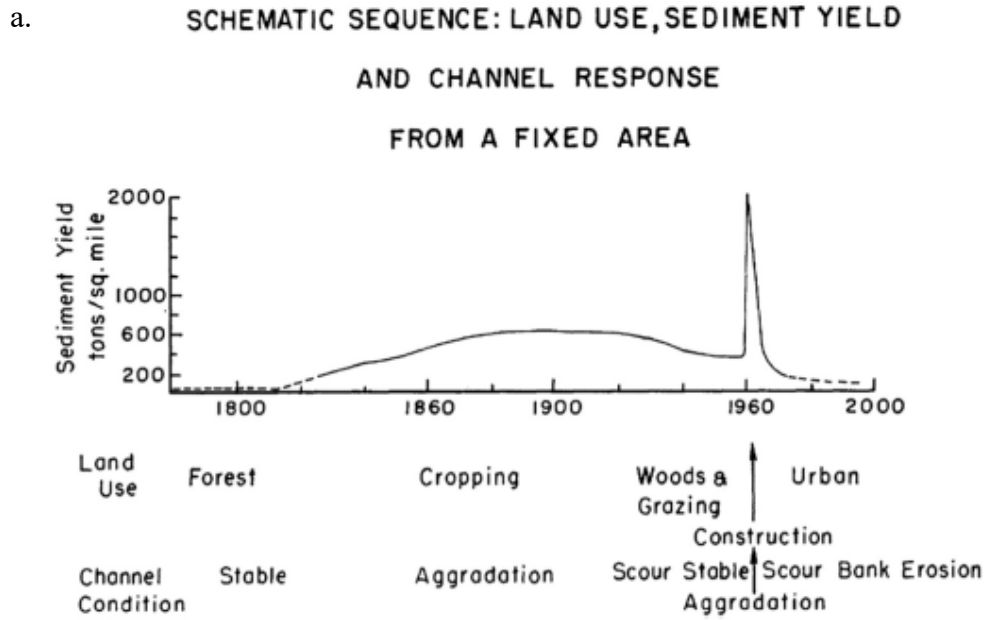 a.
SCHEMATIC SEQUENCE: LAND USE, SEDIMENT YIELD
AND CHANNEL RESPONSE
FROM A FIXED AREA
Sediment Yield
tons/sq. mile
2000
1000
600
200
1800 1860 1900 1960 2000
Land
Use
Forest
Cropping
Woods &
Grazing
Urban
Construction
Channel
Condition
Stable
Aggradation
Scour Stable
Scour Bank Erosion
Aggradation